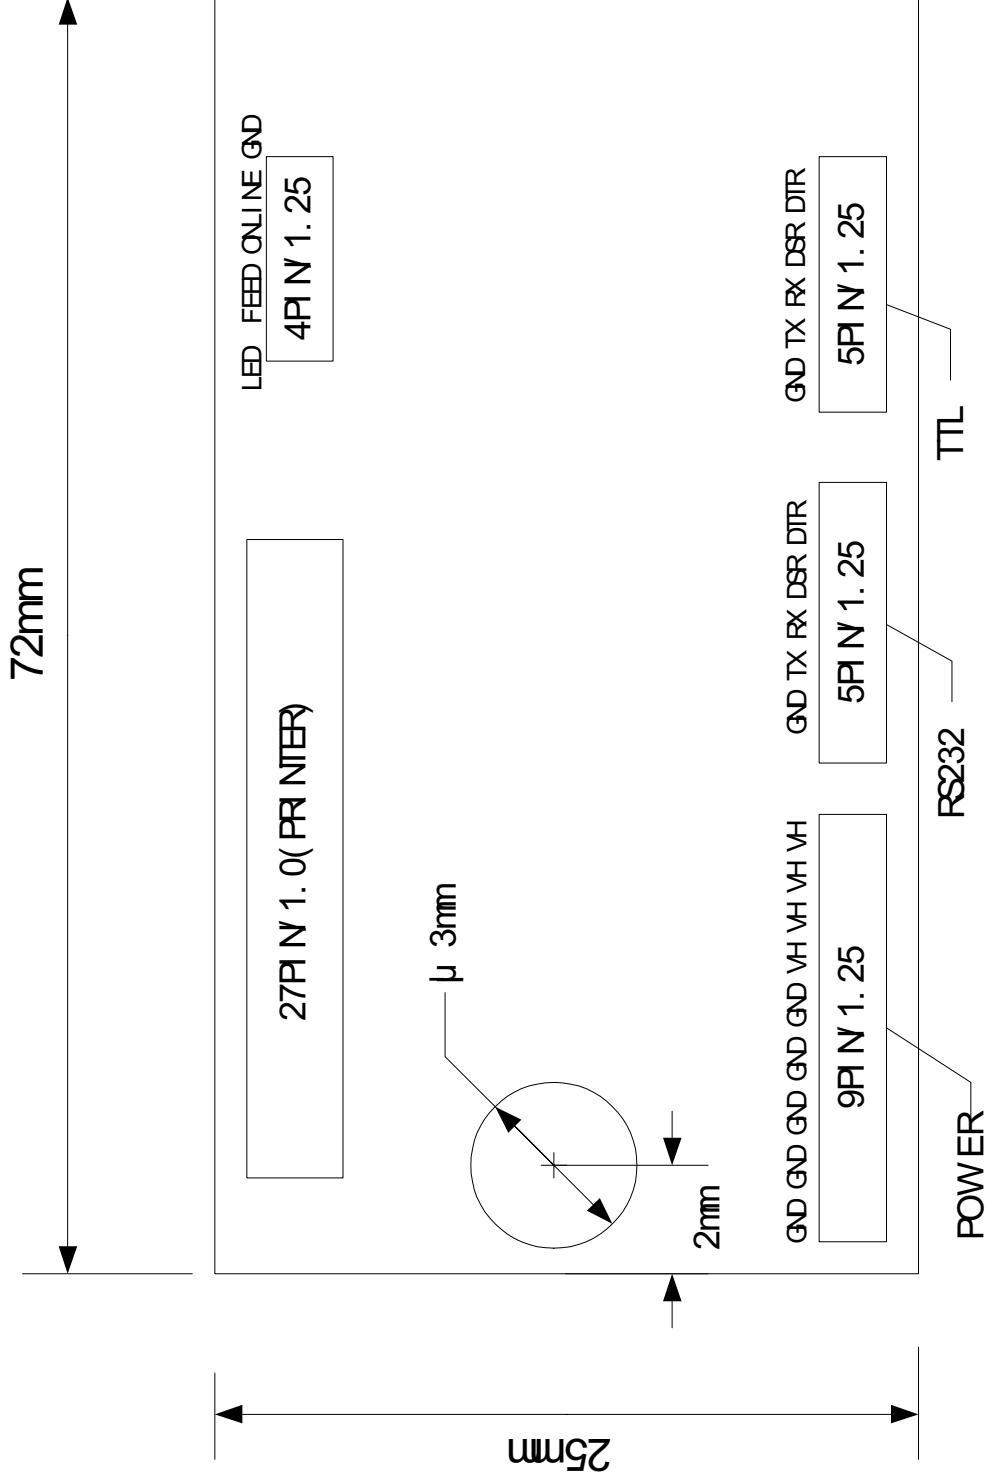 72mm
LED FEED ONLINE GND
4PIN/1.25
27PIN/1.0(PRINTER)
µ 3mm
2mm
GND GND GND GND GND VH VH VH VH
9PIN/1.25
POWER
GND TX RX DSR DTR
5PIN/1.25
RS232
GND TX RX DSR DTR
5PIN/1.25
TTL
25mm